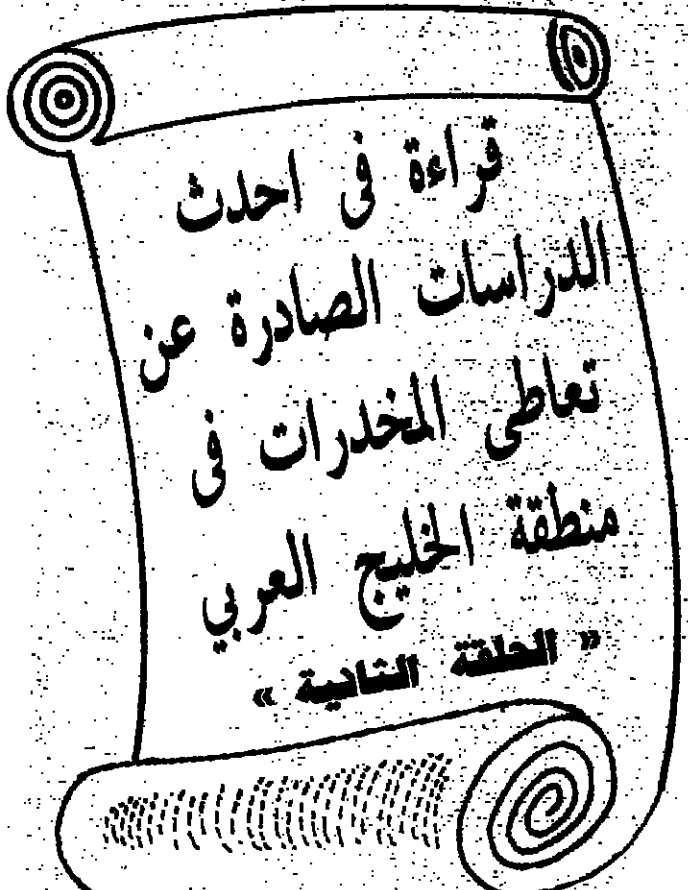 قراءة فى احدث
الدراسات الصادرة عن
تعاطى المخدرات فى
منطقة الخليج العربي
« الحلقة الثانية »